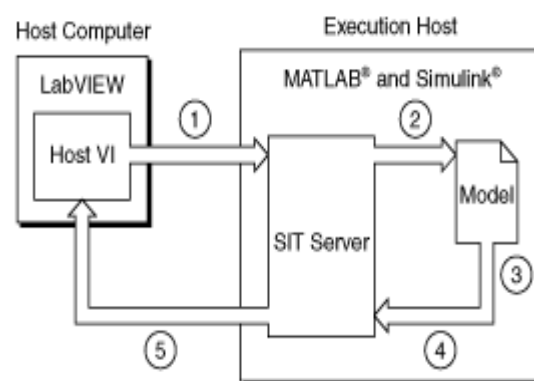 Host Computer
Execution Host
LabVIEW
MATLAB® and Simulink©
Host VI
1
2
Model
SIT Server
3
5
4